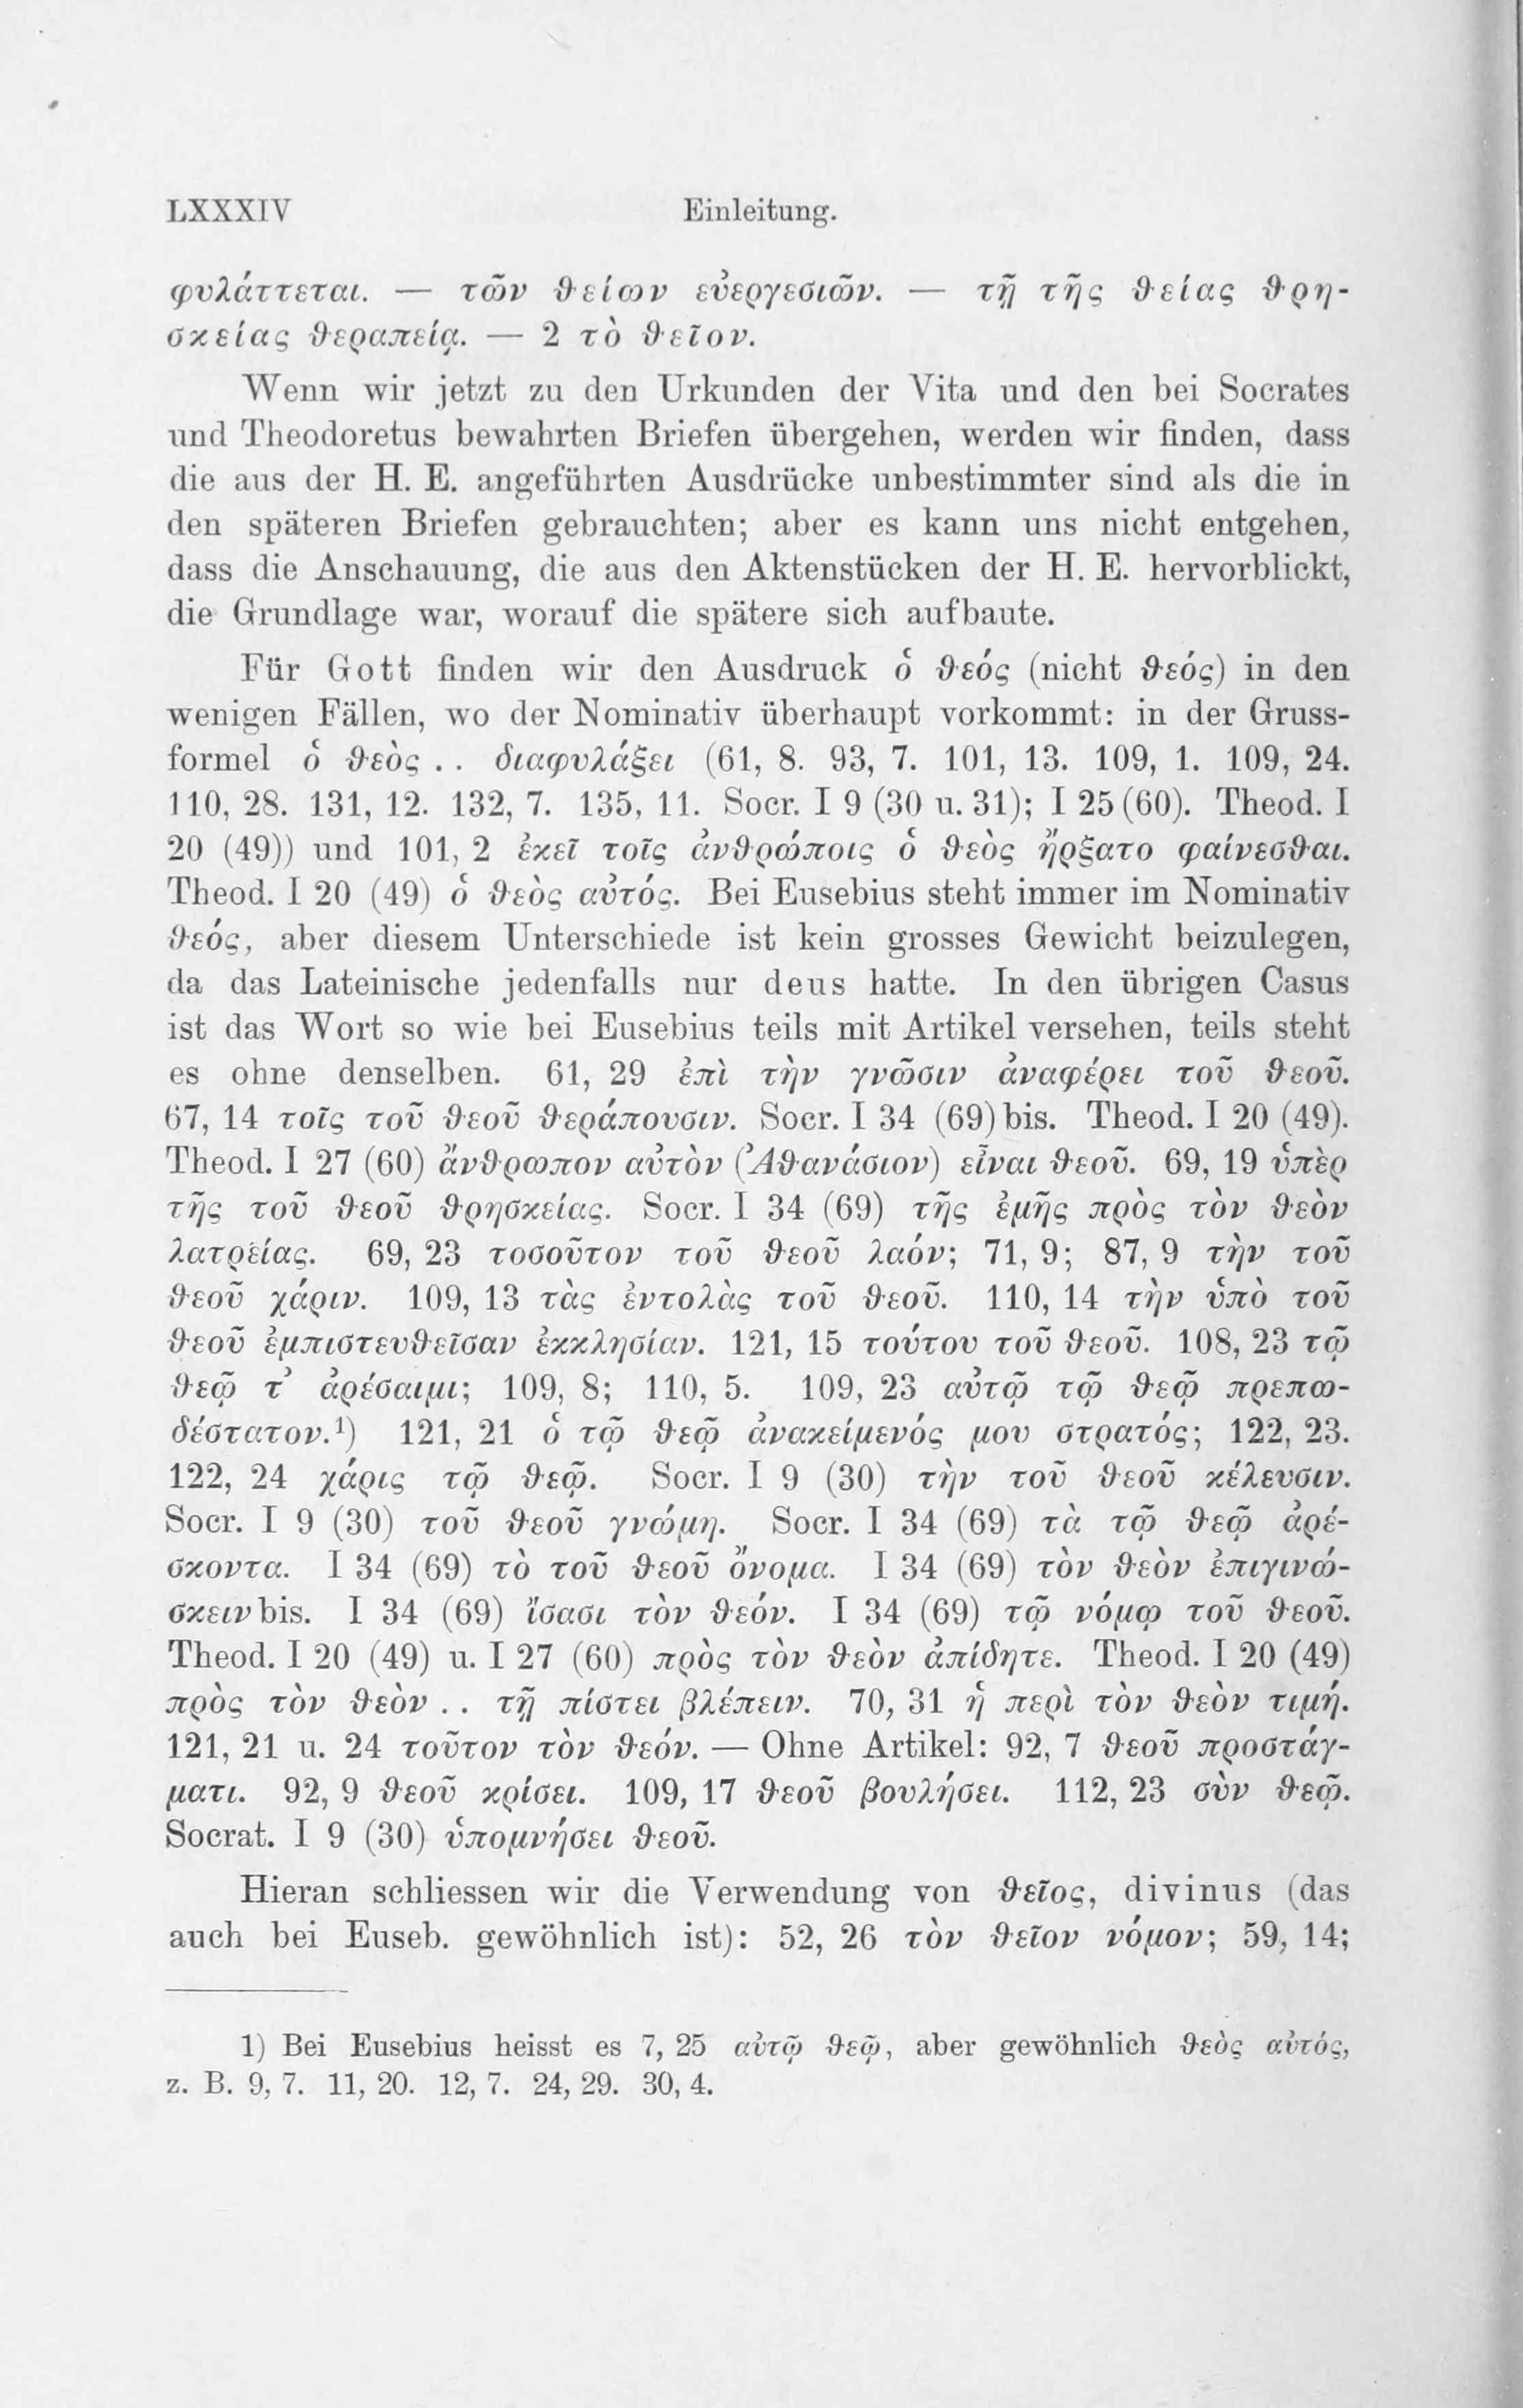 LXXXIV Einleitung.
φυλάττεται. — τῶν θείων εὐεργεσιῶν. — τῇ τῆς θείας θρη-
σκείας θεραπείᾳ. — 2 τὸ θεῖον.
Wenn wir jetzt zu den Urkunden der Vita und den bei Socrates
und Theodoretus bewahrten Briefen übergehen, werden wir finden, dass
die aus der H. E. angeführten Ausdrücke unbestimmter sind als die in
den späteren Briefen gebrauchten; aber es kann uns nicht entgehen,
dass die Anschauung, die aus den Aktenstücken der H. E. hervorblickt,
die Grundlage war, worauf die spätere sich aufbaute.
Für Gott finden wir den Ausdruck ὁ θεός (nicht θεός) in den
wenigen Fällen, wo der Nominativ überhaupt vorkommt: in der Gruss-
formel ὁ θεὸς . . διαφυλάξει (61, 8. 93, 7. 101, 13. 109, 1. 109, 24.
110, 28. 131, 12. 132, 7. 135, 11. Socr. I 9 (30 u. 31); I 25 (60). Theod. I
20 (49)) und 101, 2 ἐκεῖ τοῖς ἀνθρώποις ὁ θεὸς ἤρξατο φαίνεσθαι.
Theod. I 20 (49) ὁ θεὸς αὐτός. Bei Eusebius steht immer im Nominativ
θεός, aber diesem Unterschiede ist kein grosses Gewicht beizulegen,
da das Lateinische jedenfalls nur deus hatte. In den übrigen Casus
ist das Wort so wie bei Eusebius teils mit Artikel versehen, teils steht
es ohne denselben. 61, 29 ἐπὶ τὴν γνῶσιν ἀναφέρει τοῦ θεοῦ.
67, 14 τοῖς τοῦ θεοῦ θεράπουσιν. Socr. I 34 (69) bis. Theod. I 20 (49).
Theod. I 27 (60) ἄνθρωπον αὐτὸν (Ἀθανάσιον) εἶναι θεοῦ. 69, 19 ὑπὲρ
τῆς τοῦ θεοῦ θρησκείας. Socr. I 34 (69) τῆς ἐμῆς πρὸς τὸν θεὸν
λατρείας. 69, 23 τοσοῦτον τοῦ θεοῦ λαόν; 71, 9; 87, 9 τὴν τοῦ
θεοῦ χάριν. 109, 13 τὰς ἐντολὰς τοῦ θεοῦ. 110, 14 τὴν ὑπὸ τοῦ
θεοῦ ἐμπιστευθεῖσαν ἐκκλησίαν. 121, 15 τούτου τοῦ θεοῦ. 108, 23 τῷ
θεῷ τ᾽ ἀρέσαιμι; 109, 8; 110, 5. 109, 23 αὐτῷ τῷ θεῷ πρεπω-
δέστατον.¹) 121, 21 ὁ τῷ θεῷ ἀνακείμενός μου στρατός; 122, 23.
122, 24 χάρις τῷ θεῷ. Socr. I 9 (30) τὴν τοῦ θεοῦ κέλευσιν.
Socr. I 9 (30) τοῦ θεοῦ γνώμῃ. Socr. I 34 (69) τὰ τῷ θεῷ ἀρέ-
σκοντα. I 34 (69) τὸ τοῦ θεοῦ ὄνομα. I 34 (69) τὸν θεὸν ἐπιγινώ-
σκειν bis. I 34 (69) ἴσασι τὸν θεόν. I 34 (69) τῷ νόμῳ τοῦ θεοῦ.
Theod. I 20 (49) u. I 27 (60) πρὸς τὸν θεὸν ἀπίδητε. Theod. I 20 (49)
πρὸς τὸν θεὸν . . τῇ πίστει βλέπειν. 70, 31 ἡ περὶ τὸν θεὸν τιμή.
121, 21 u. 24 τοῦτον τὸν θεόν. — Ohne Artikel: 92, 7 θεοῦ προστάγ-
ματι. 92, 9 θεοῦ κρίσει. 109, 17 θεοῦ βουλήσει. 112, 23 σὺν θεῷ.
Socrat. I 9 (30) ὑπομνήσει θεοῦ.
Hieran schliessen wir die Verwendung von θεῖος, divinus (das
auch bei Euseb. gewöhnlich ist): 52, 26 τὸν θεῖον νόμον; 59, 14;
1) Bei Eusebius heisst es 7, 25 αὐτῷ θεῷ, aber gewöhnlich θεὸς αὐτός,
z. B. 9, 7. 11, 20. 12, 7. 24, 29. 30, 4.